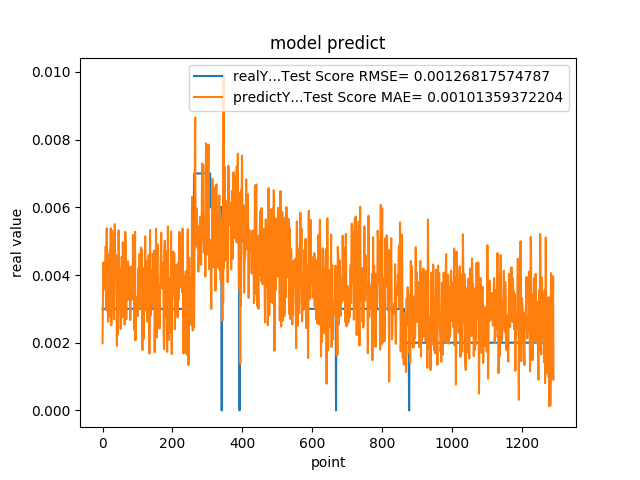 model predict
realY...Test Score RMSE= 0.00126817574787
predictY...Test Score MAE= 0.00101359372204
0.010
0.008
0.006
0.004
0.002
0.000
real value
0 200 400 600 800 1000 1200
point